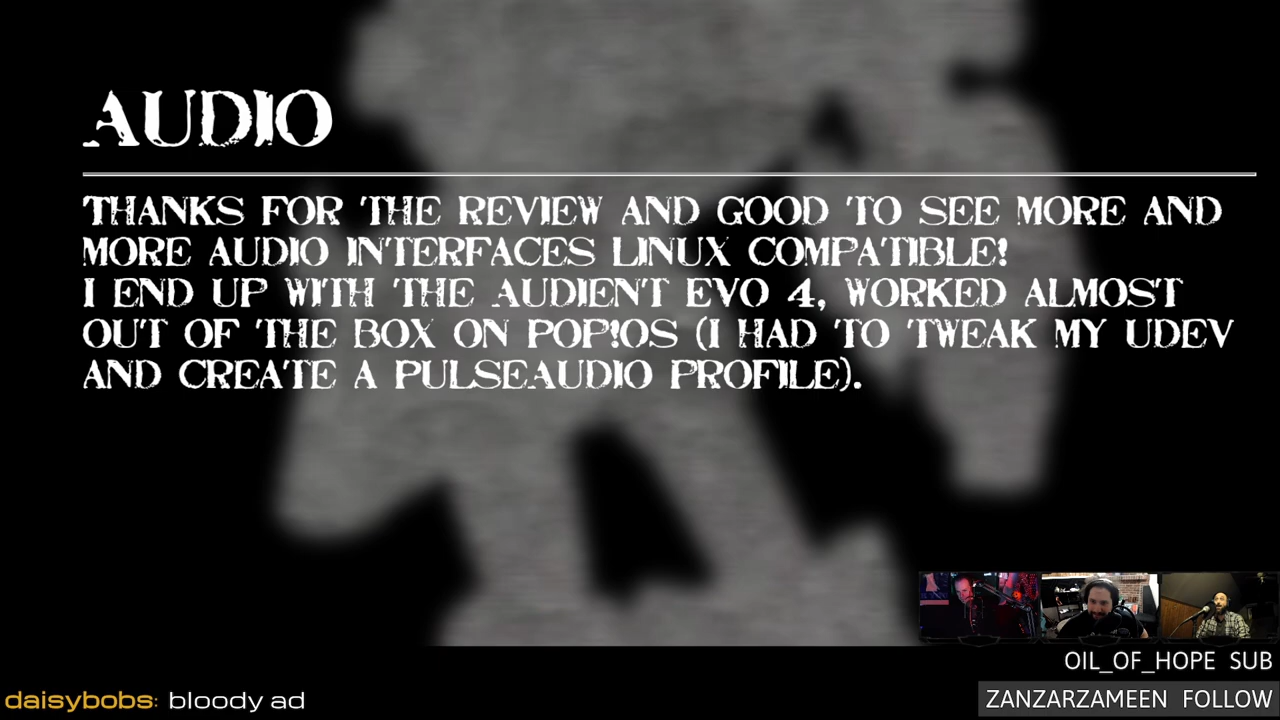 AUDIO
THANKS FOR THE REVIEW AND GOOD TO SEE MORE AND
MORE AUDIO INTERFACES LINUX COMPATIBLE!
I END UP WITH THE AUDIENT EVO 4, WORKED ALMOST
OUT OF THE BOX ON POP!OS (I HAD TO TWEAK MY UDEV
AND CREATE A PULSEAUDIO PROFILE).
OIL_OF_HOPE SUB
ZANZARZAMEEN FOLLOW
daisybobs: bloody ad